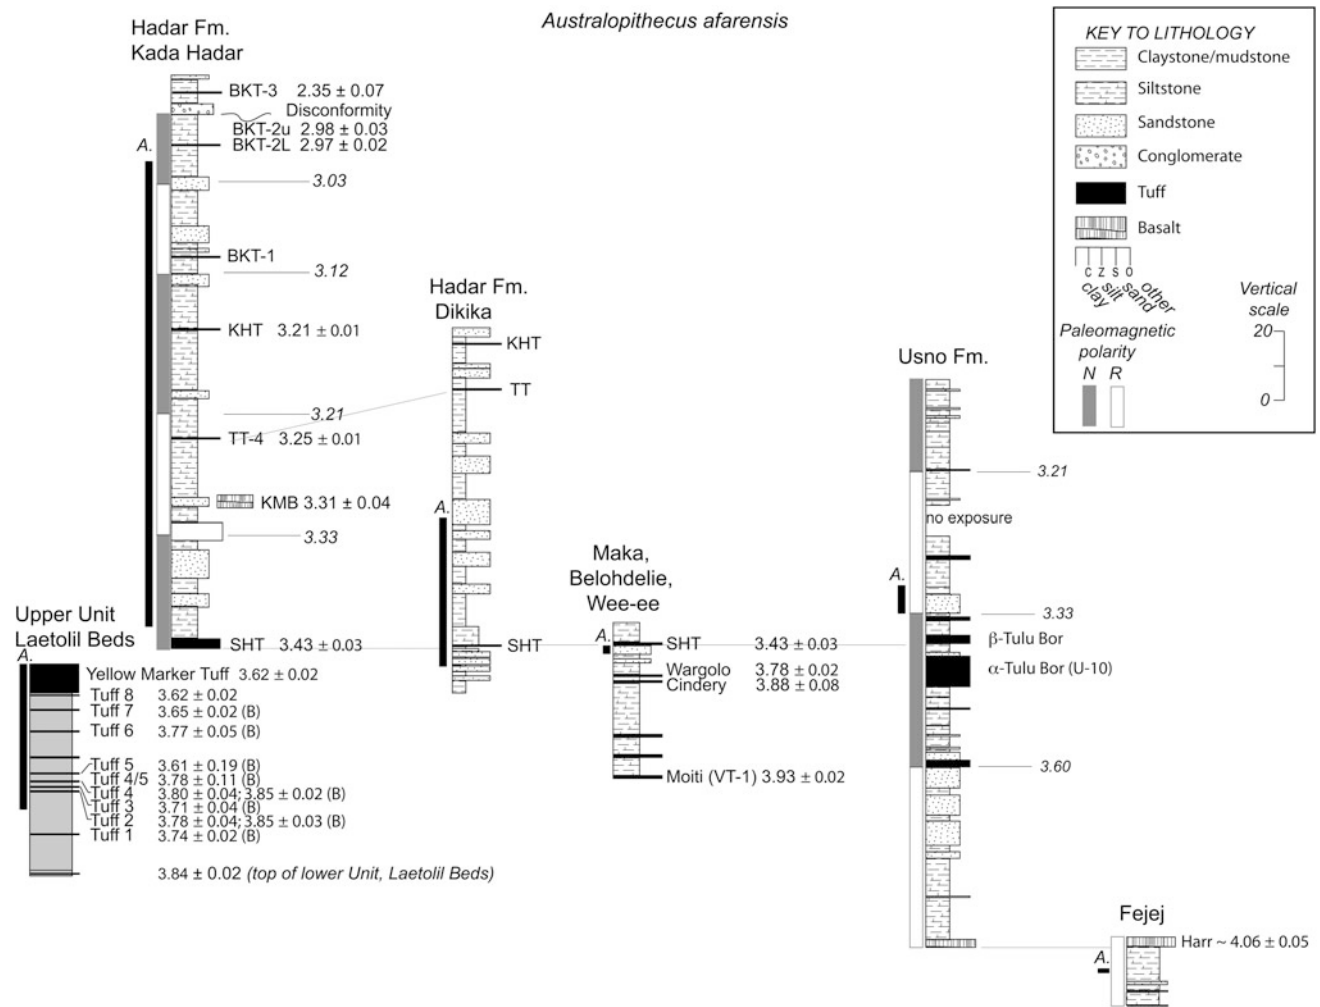 Australopithecus afarensis
Hadar Fm.
Kada Hadar
BKT-3 2.35 ± 0.07
Disconformity
BKT-2u 2.98 ± 0.03
A.
BKT-2L 2.97 ± 0.02
3.03
BKT-1
3.12
KHT 3.21 ± 0.01
3.21
TT-4 3.25 ± 0.01
KMB 3.31 ± 0.04
3.33
SHT 3.43 ± 0.03
Hadar Fm.
Dikika
KHT
TT
A.
SHT
Upper Unit
Laetolil Beds
A.
Yellow Marker Tuff 3.62 ± 0.02
Tuff 8 3.62 ± 0.02
Tuff 7 3.65 ± 0.02 (B)
Tuff 6 3.77 ± 0.05 (B)
Tuff 5 3.61 ± 0.19 (B)
Tuff 4/5 3.78 ± 0.11 (B)
Tuff 4 3.80 ± 0.04; 3.85 ± 0.02 (B)
Tuff 3 3.71 ± 0.04 (B)
Tuff 2 3.78 ± 0.04; 3.85 ± 0.03 (B)
Tuff 1 3.74 ± 0.02 (B)
3.84 ± 0.02 (top of lower Unit, Laetolil Beds)
Maka,
Belohdelie,
Wee-ee
A.
SHT 3.43 ± 0.03
Wargolo 3.78 ± 0.02
Cindery 3.88 ± 0.08
Moiti (VT-1) 3.93 ± 0.02
Usno Fm.
3.21
no exposure
A.
3.33
β-Tulu Bor
α-Tulu Bor (U-10)
3.60
Fejej
Harr ~ 4.06 ± 0.05
A.
KEY TO LITHOLOGY
Claystone/mudstone
Siltstone
Sandstone
Conglomerate
Tuff
Basalt
C Z S O
clay silt sand other
Vertical
scale
20
0
Paleomagnetic
polarity
N R